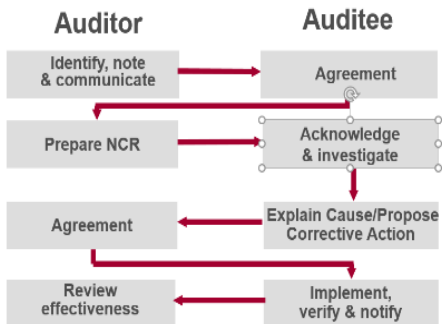 Auditor
Auditee
Identify, note
& communicate
Agreement
Prepare NCR
Acknowledge
& investigate
Agreement
Explain Cause/Propose
Corrective Action
Review
effectiveness
Implement,
verify & notify